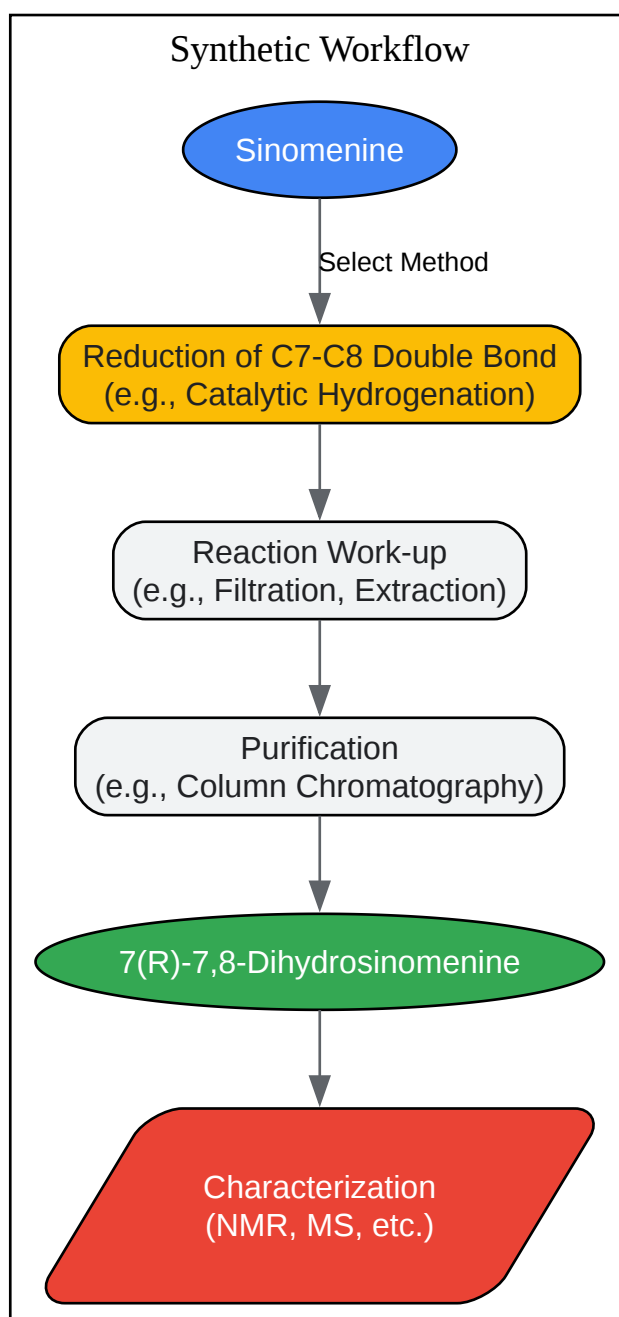 Synthetic Workflow
Sinomenine
Select Method
Reduction of C7-C8 Double Bond
(e.g., Catalytic Hydrogenation)
Reaction Work-up
(e.g., Filtration, Extraction)
Purification
(e.g., Column Chromatography)
7(R)-7,8-Dihydrosinomenine
Characterization
(NMR, MS, etc.)